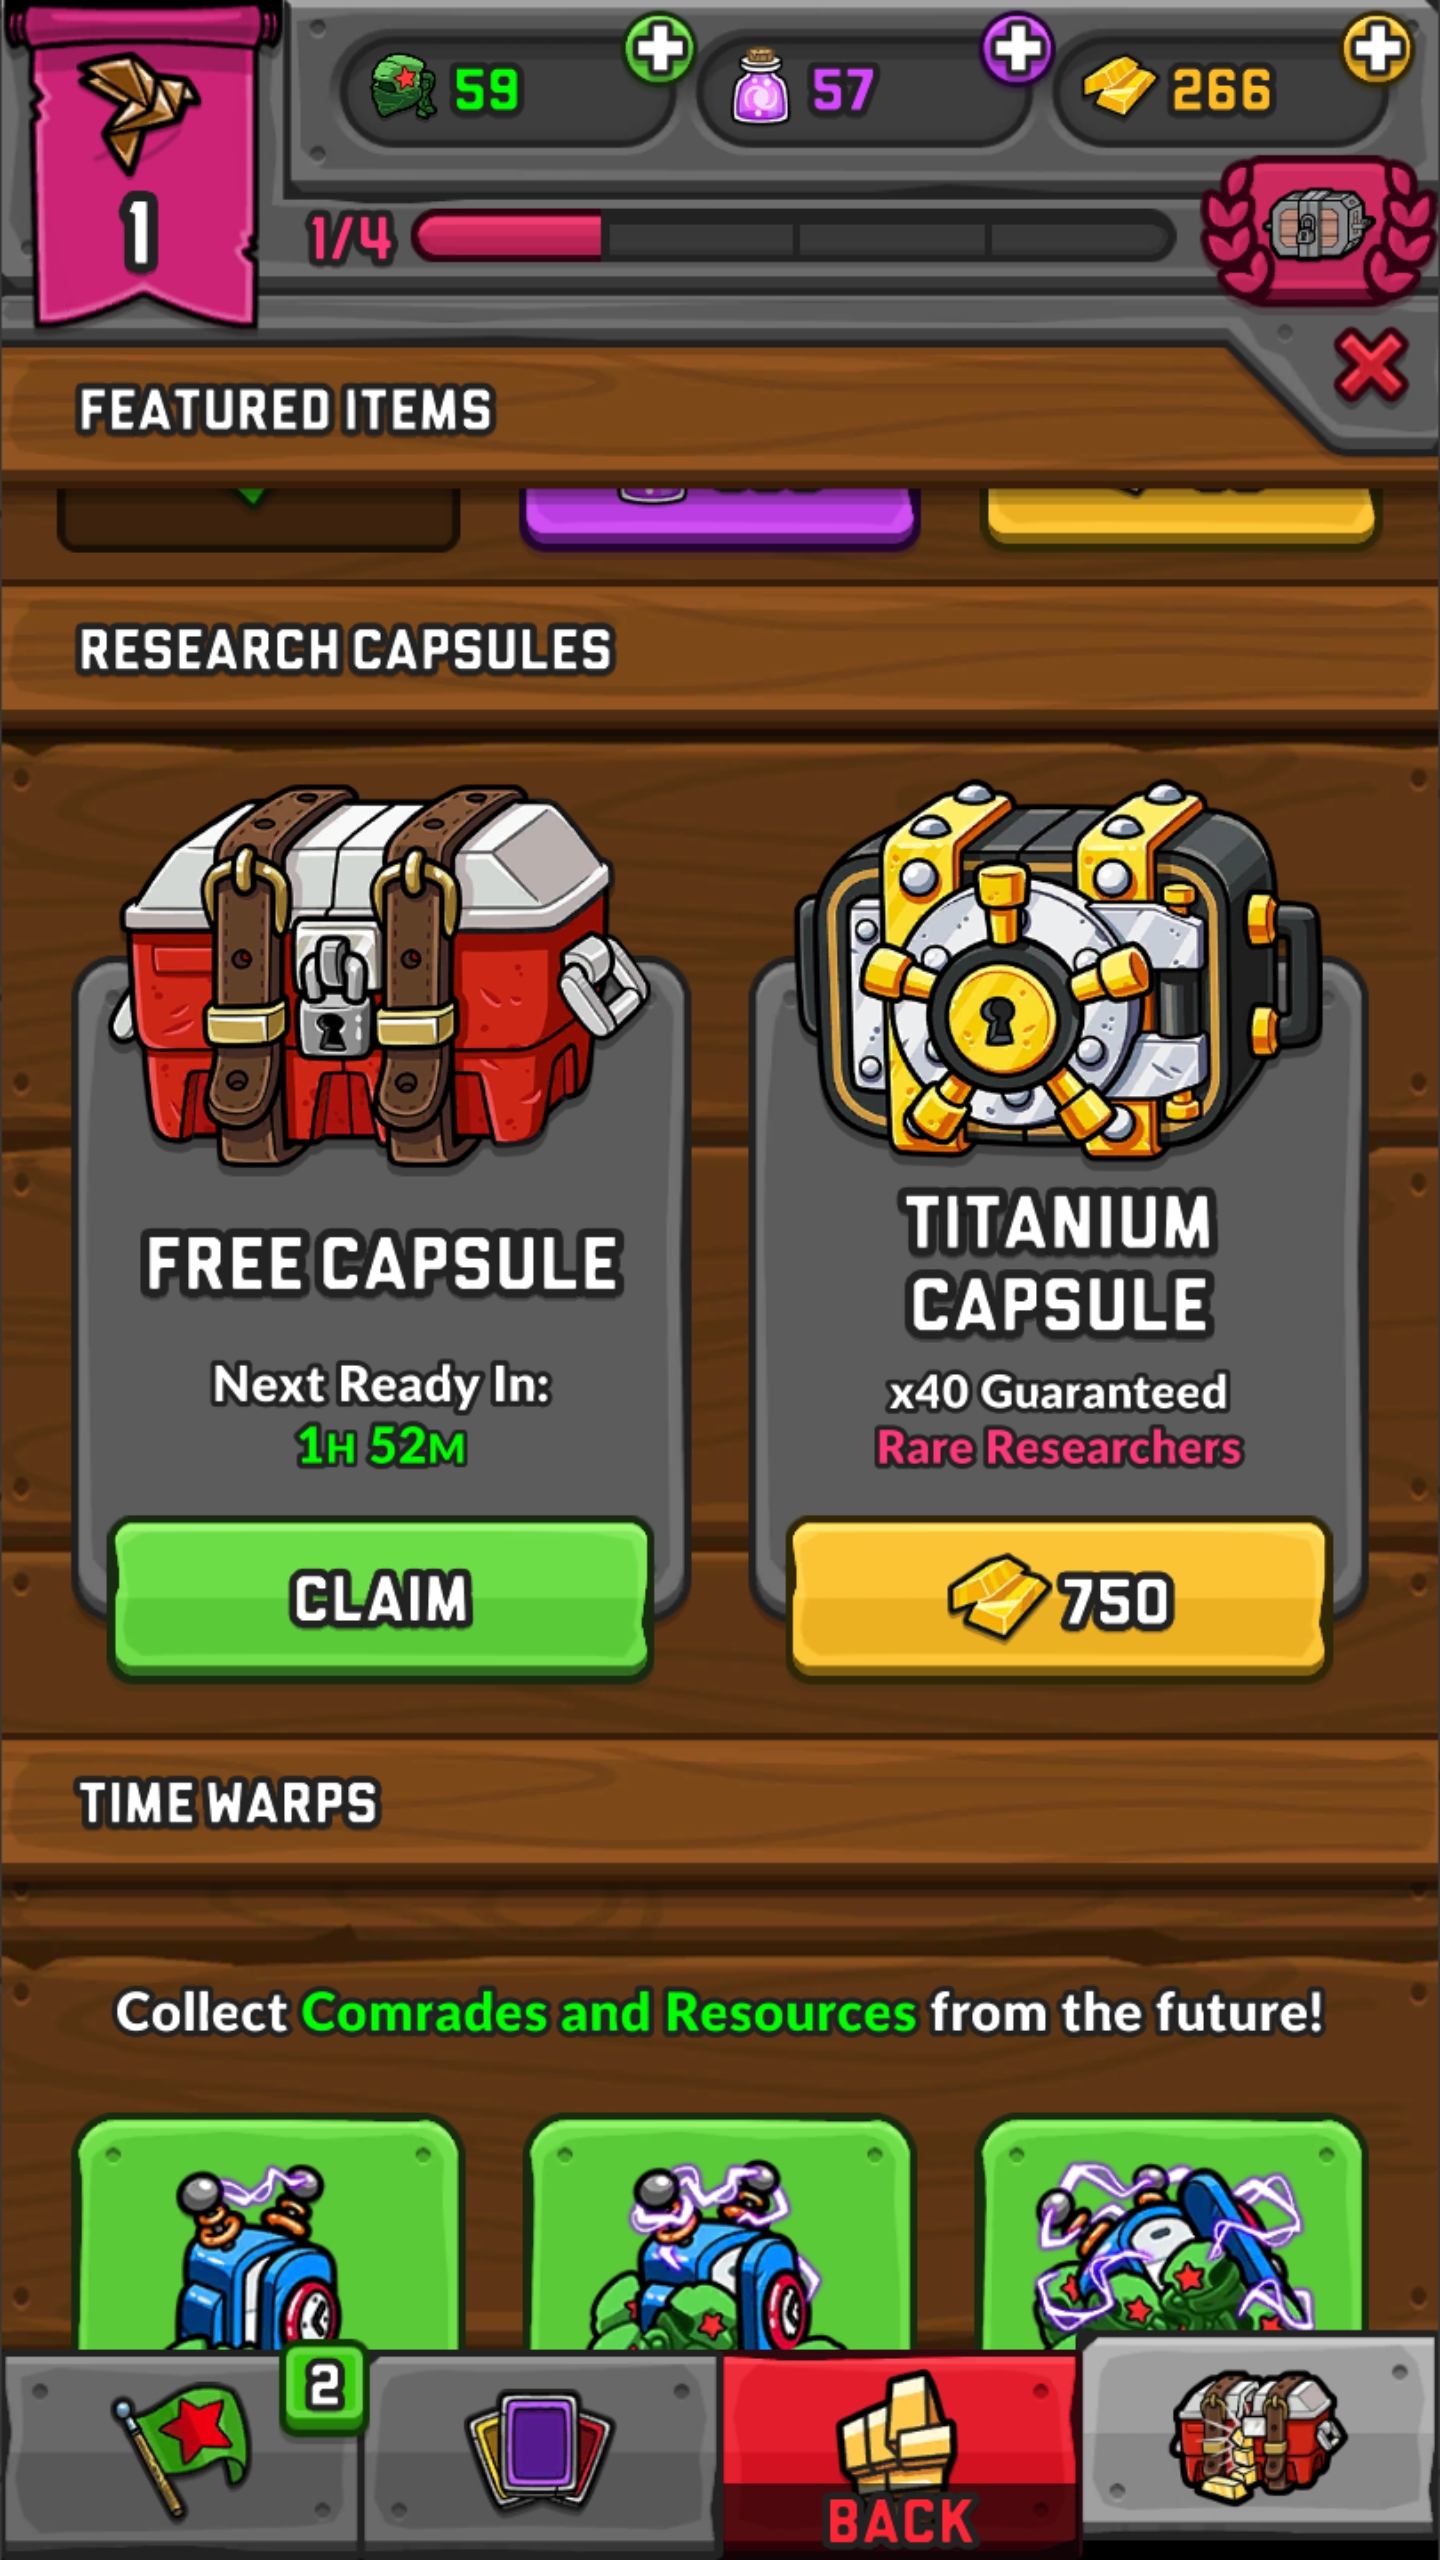 59
57
266
1
1/4
FEATURED ITEMS
RESEARCH CAPSULES
FREE CAPSULE
Next Ready In:
1H 52M
CLAIM
TITANIUM
CAPSULE
x40 Guaranteed
Rare Researchers
750
TIME WARPS
Collect Comrades and Resources from the future!
2
BACK